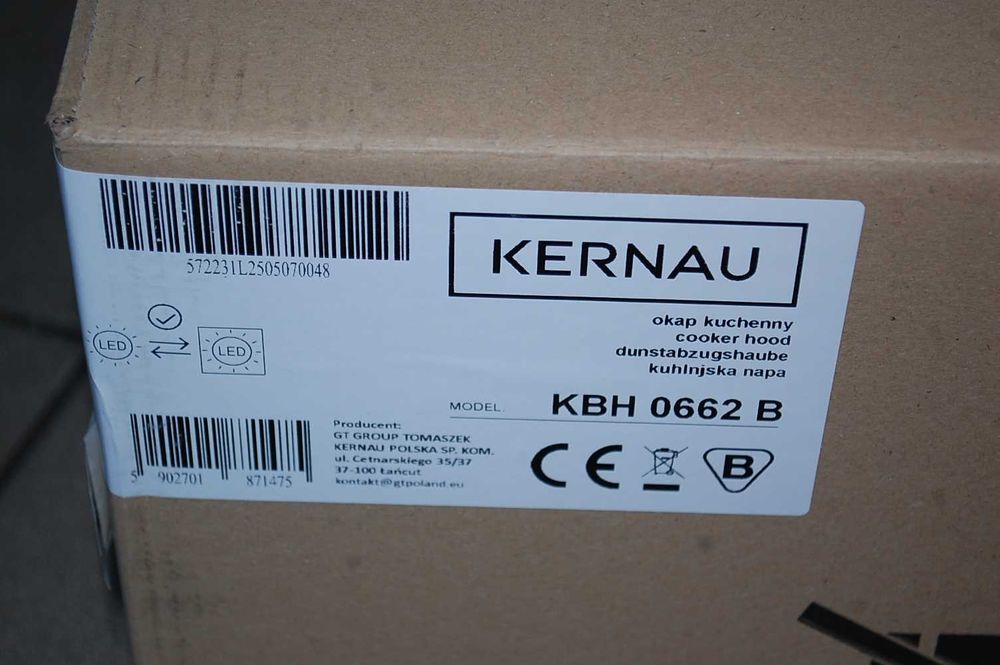 572231L2505070048
KERNAU
okap kuchenny
cooker hood
dunstabzugshaube
kuhlnjska napa
LED
LED
MODEL.
KBH 0662 B
Producent:
GT GROUP TOMASZEK
KERNAU POLSKA SP. KOM.
ul. Cetnarskiego 35/37
37-100 Łańcut
kontakt@gtpoland.eu
5 902701 871475
CE
B